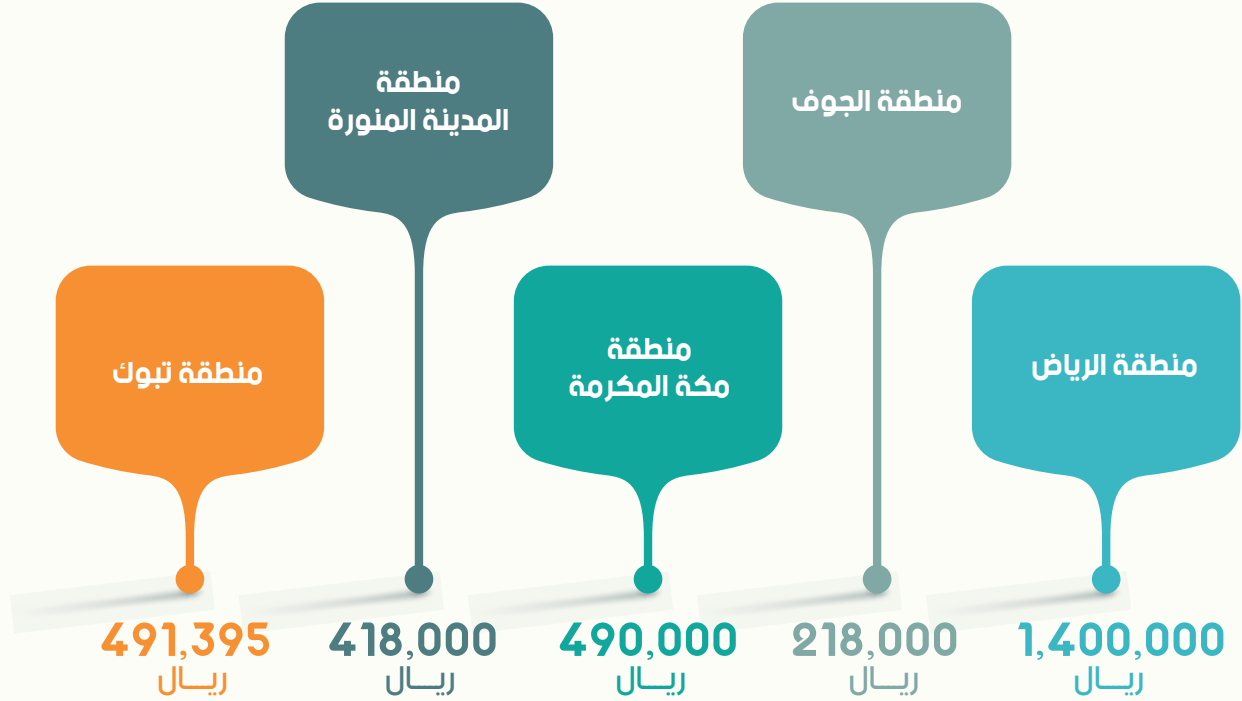 منطقة الرياض
1,400,000
ريـــال
منطقة الجوف
218,000
ريـــال
منطقة
مكة المكرمة
490,000
ريـــال
منطقة
المدينة المنورة
418,000
ريـــال
منطقة تبوك
491,395
ريـــال